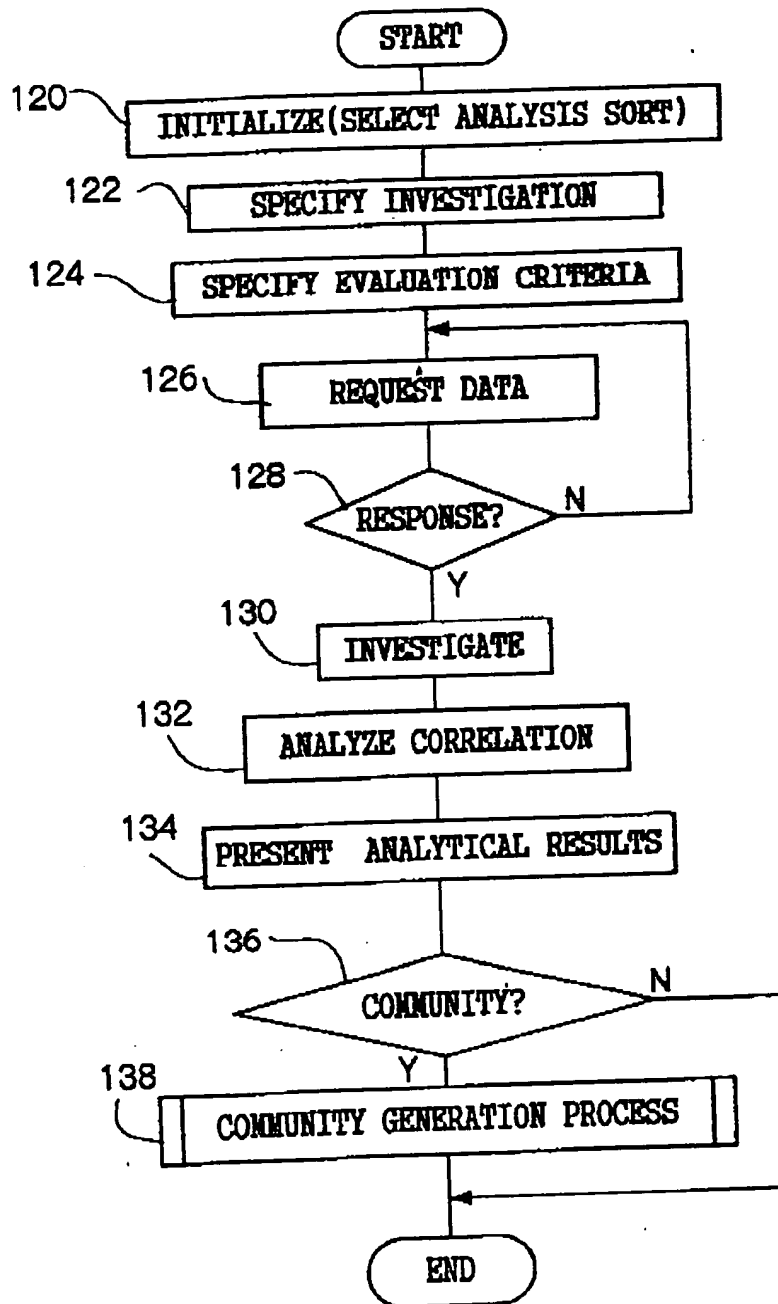 START
120
INITIALIZE(SELECT ANALYSIS SORT)
122
SPECIFY INVESTIGATION
124
SPECIFY EVALUATION CRITERIA
126
REQUEST DATA
128
RESPONSE?
N
Y
130
INVESTIGATE
132
ANALYZE CORRELATION
134
PRESENT ANALYTICAL RESULTS
136
COMMUNITY?
N
Y
138
COMMUNITY GENERATION PROCESS
END